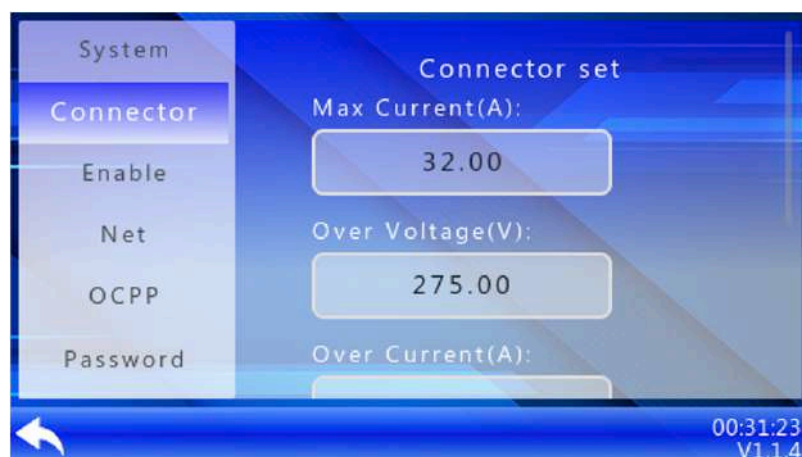 System
Connector
Enable
Net
OCPP
Password
Connector set
Max Current(A):
32.00
Over Voltage(V):
275.00
Over Current(A):
00:31:23
V1.1.4